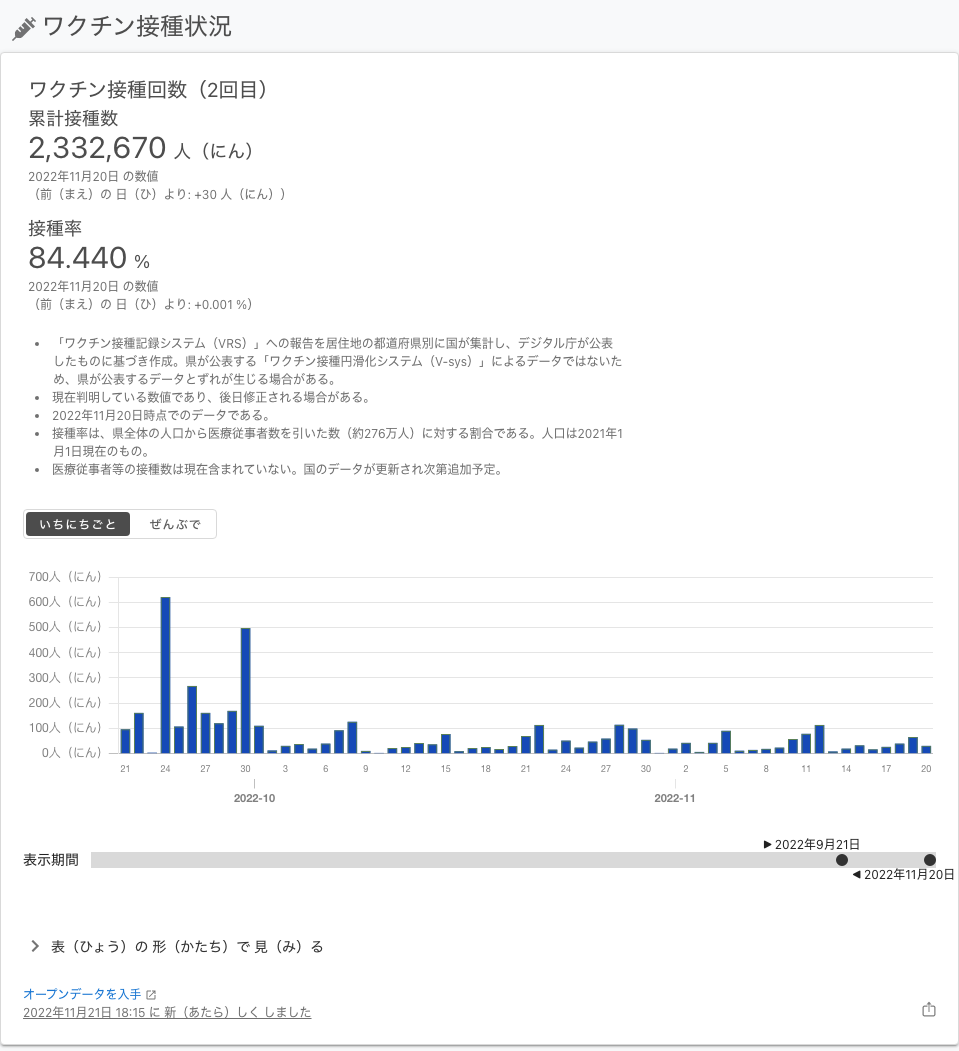 ワクチン接種状況
ワクチン接種回数（2回目）
累計接種数
2,332,670 人（にん）
2022年11月20日 の数値
（前（まえ）の 日（ひ）より: +30 人（にん））
接種率
84.440 %
2022年11月20日 の数値
（前（まえ）の 日（ひ）より: +0.001 %）
• 「ワクチン接種記録システム（VRS）」への報告を居住地の都道府県別に国が集計し、デジタル庁が公表
したものに基づき作成。県が公表する「ワクチン接種円滑化システム（V-sys）」によるデータではないた
め、県が公表するデータとずれが生じる場合がある。
• 現在判明している数値であり、後日修正される場合がある。
• 2022年11月20日時点でのデータである。
• 接種率は、県全体の人口から医療従事者数を引いた数（約276万人）に対する割合である。人口は2021年1
月1日現在のもの。
• 医療従事者等の接種数は現在含まれていない。国のデータが更新され次第追加予定。
いちにちごと ぜんぶで
700人（にん）
600人（にん）
500人（にん）
400人（にん）
300人（にん）
200人（にん）
100人（にん）
0人（にん）
21 24 27 30 3 6 9 12 15 18 21 24 27 30 2 5 8 11 14 17 20
2022-10 2022-11
▶ 2022年9月21日
表示期間
◀ 2022年11月20日
表（ひょう）の 形（かたち）で 見（み）る
オープンデータを入手
2022年11月21日 18:15 に 新（あたら）しく しました